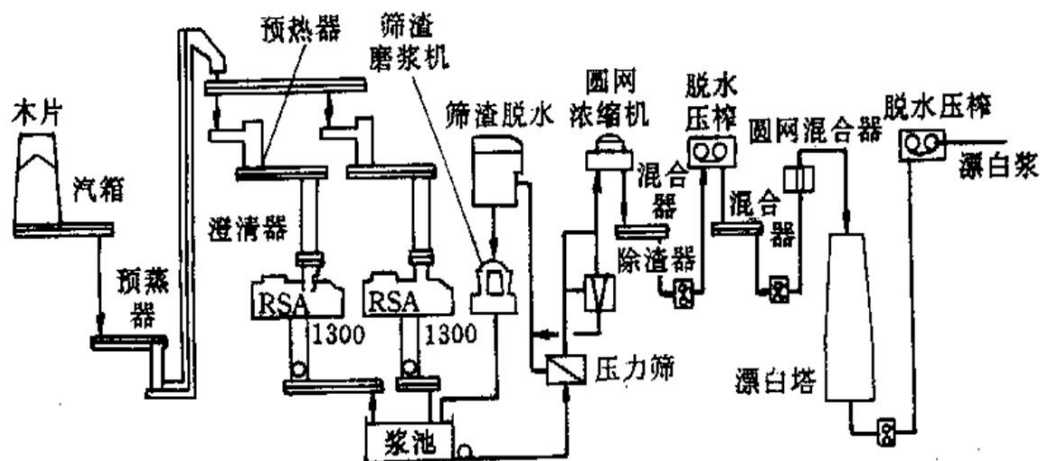 筛渣
磨浆机
预热器
木片
汽箱
预蒸
器
澄清器
RSA
1300
RSA
1300
浆池
筛渣脱水
圆网
浓缩机
混合
器
除渣器
压力筛
脱水
压榨
混合
器
圆网混合器
漂白塔
脱水压榨
漂白浆